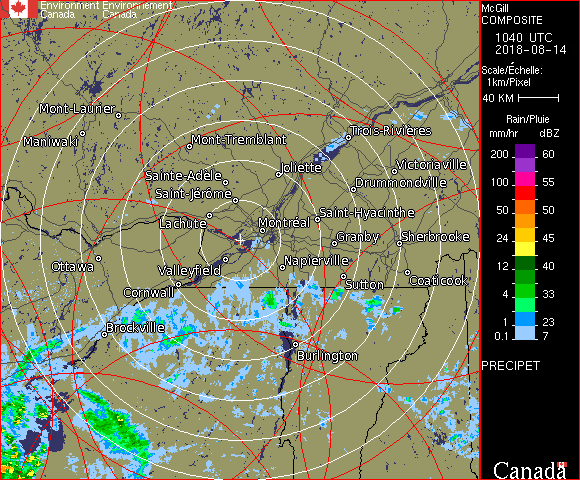 Environment Environnement
Canada Canada
McGill
COMPOSITE
1040 UTC
2018-08-14
Scale/Échelle:
1km/Pixel
40 KM
Rain/Pluie
mm/hr dBZ
200 60
100 55
50 50
24 45
12 40
4 33
1 23
0.1 7
PRECIPET
Mont-Laurier
Maniwaki
Mont-Tremblant
Trois-Rivières
Sainte-Adèle
Joliette
Victoriaville
Saint-Jérôme
Drummondville
Lachute
Montréal
Saint-Hyacinthe
Granby
Sherbrooke
Ottawa
Valleyfield
Napierville
Cornwall
Sutton
Coaticook
Brockville
Burlington
Canada